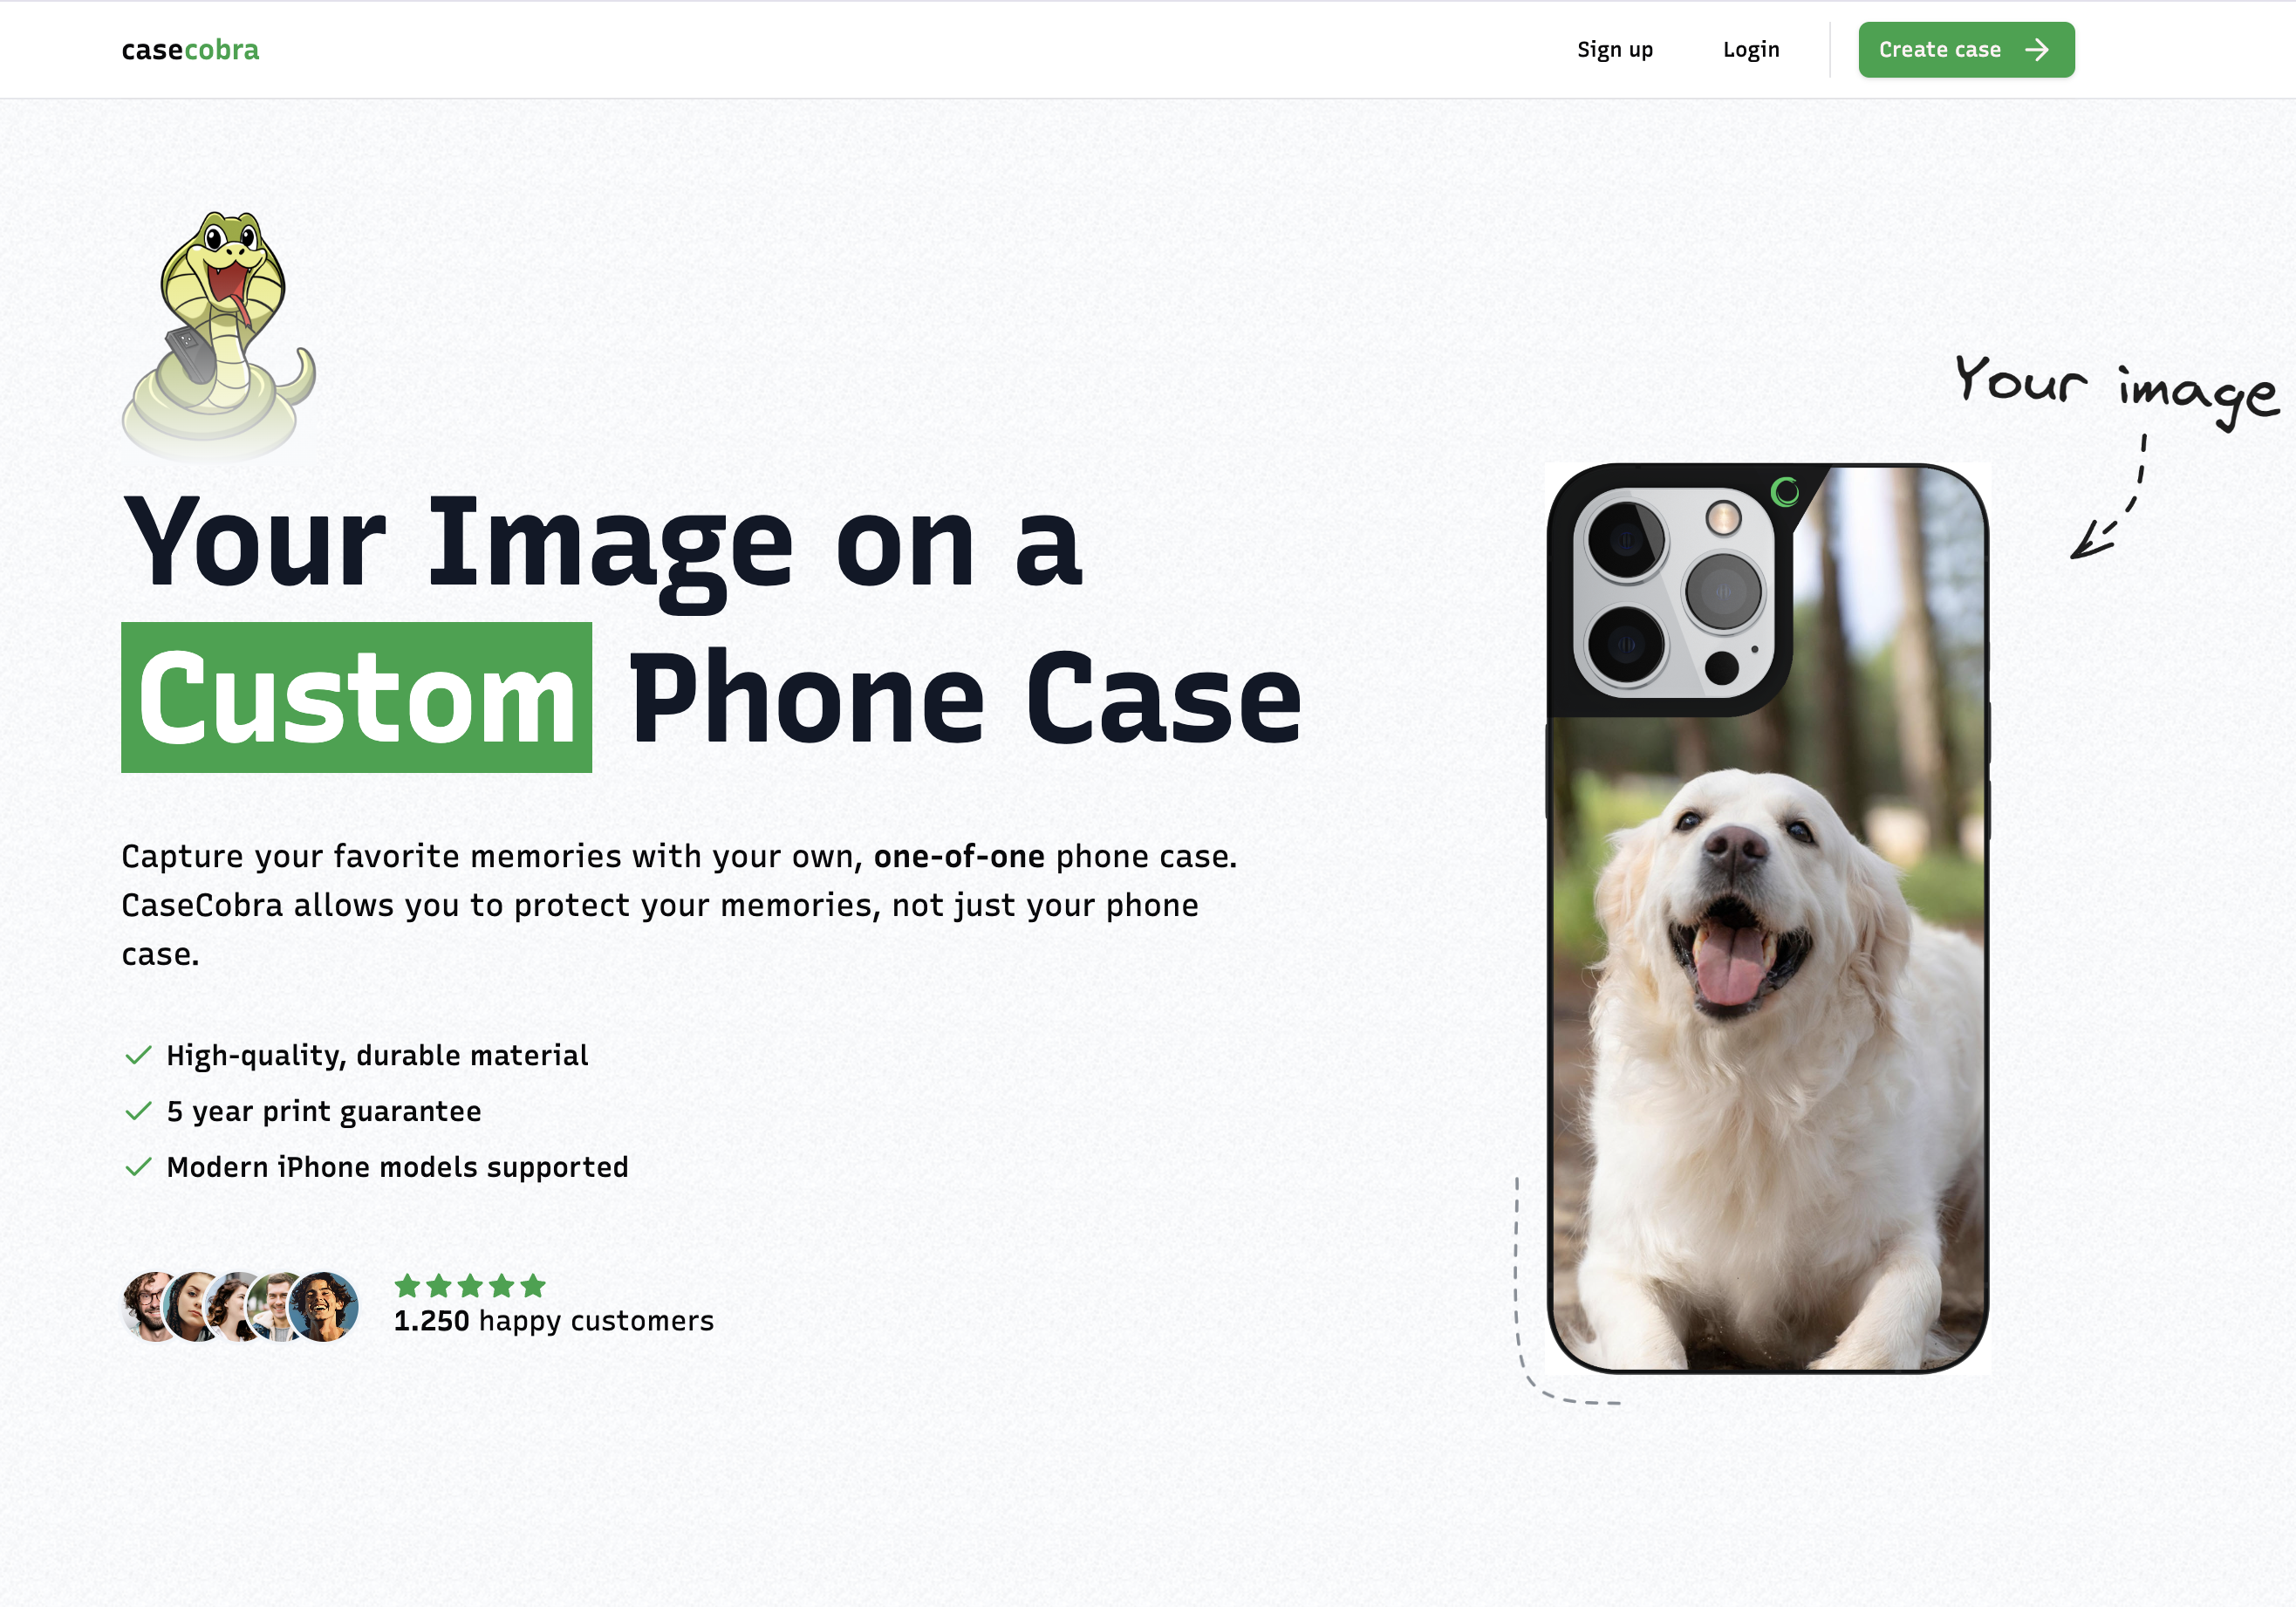 casecobra
Sign up
Login
Create case
Your image
Your Image on a
Custom Phone Case
Capture your favorite memories with your own, one-of-one phone case.
CaseCobra allows you to protect your memories, not just your phone
case.
High-quality, durable material
5 year print guarantee
Modern iPhone models supported
1.250 happy customers